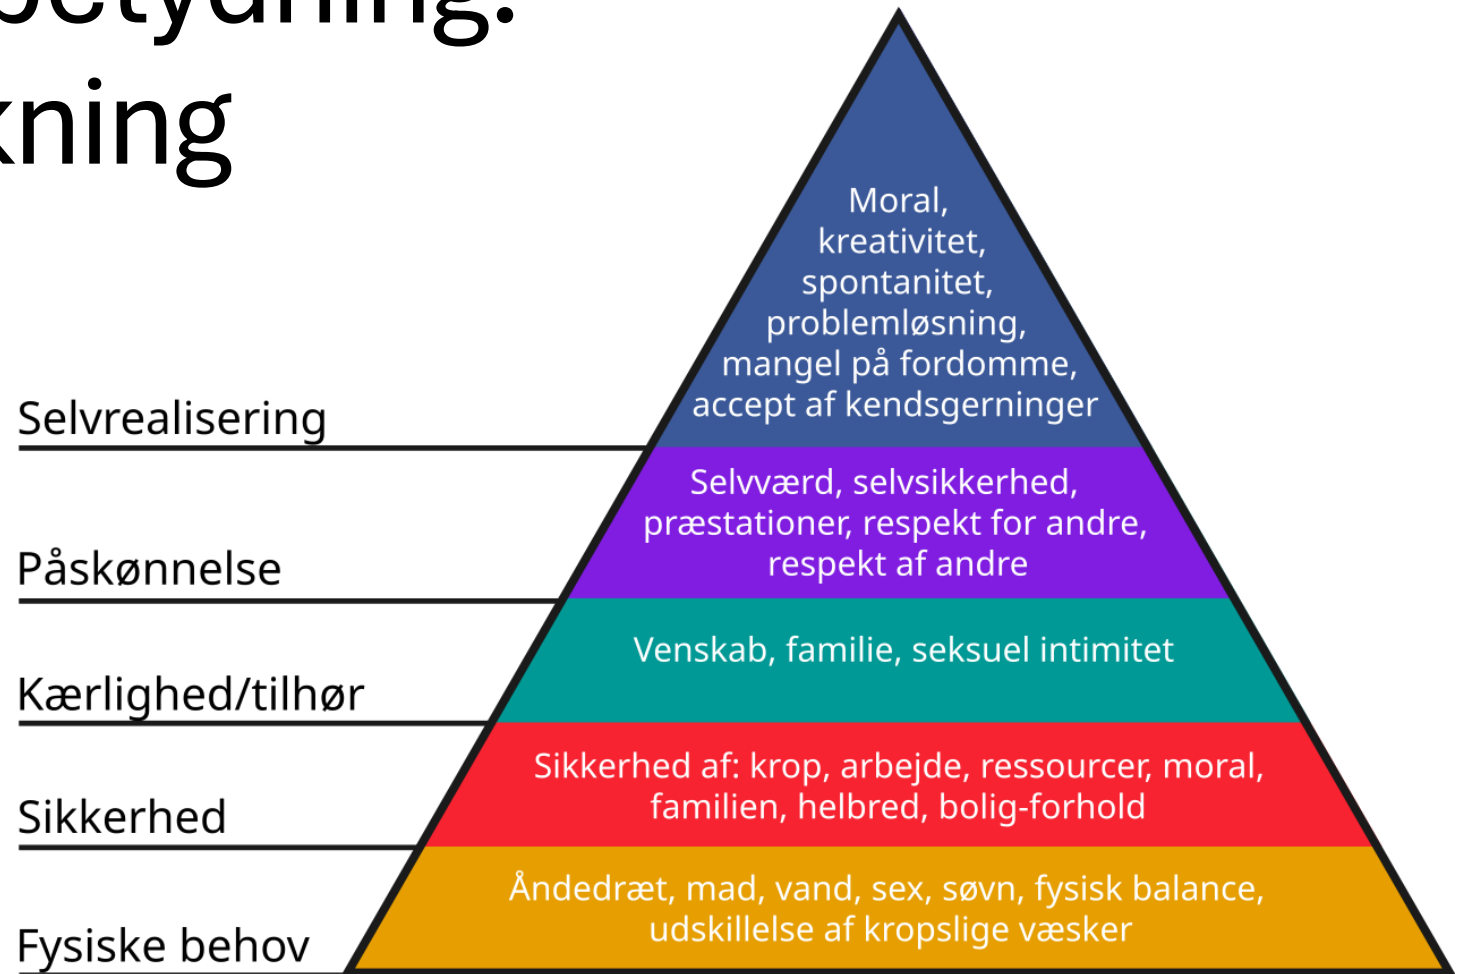 kning
Moral,
kreativitet,
spontanitet,
problemløsning,
mangel på fordomme,
accept af kendsgerninger
Selvrealisering
Selvværd, selvsikkerhed,
præstationer, respekt for andre,
respekt af andre
Påskønnelse
Venskab, familie, seksuel intimitet
Kærlighed/tilhør
Sikkerhed af: krop, arbejde, ressourcer, moral,
familien, helbred, bolig-forhold
Sikkerhed
Åndedræt, mad, vand, sex, søvn, fysisk balance,
udskillelse af kropslige væsker
Fysiske behov